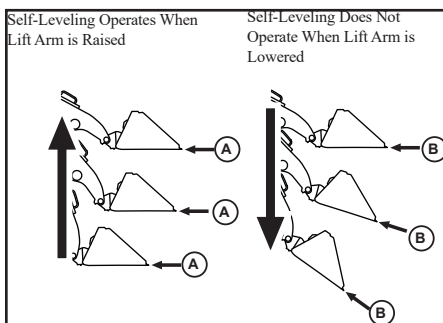 Self-Leveling Operates When
Lift Arm is Raised
Self-Leveling Does Not
Operate When Lift Arm is
Lowered
A
A
A
B
B
B